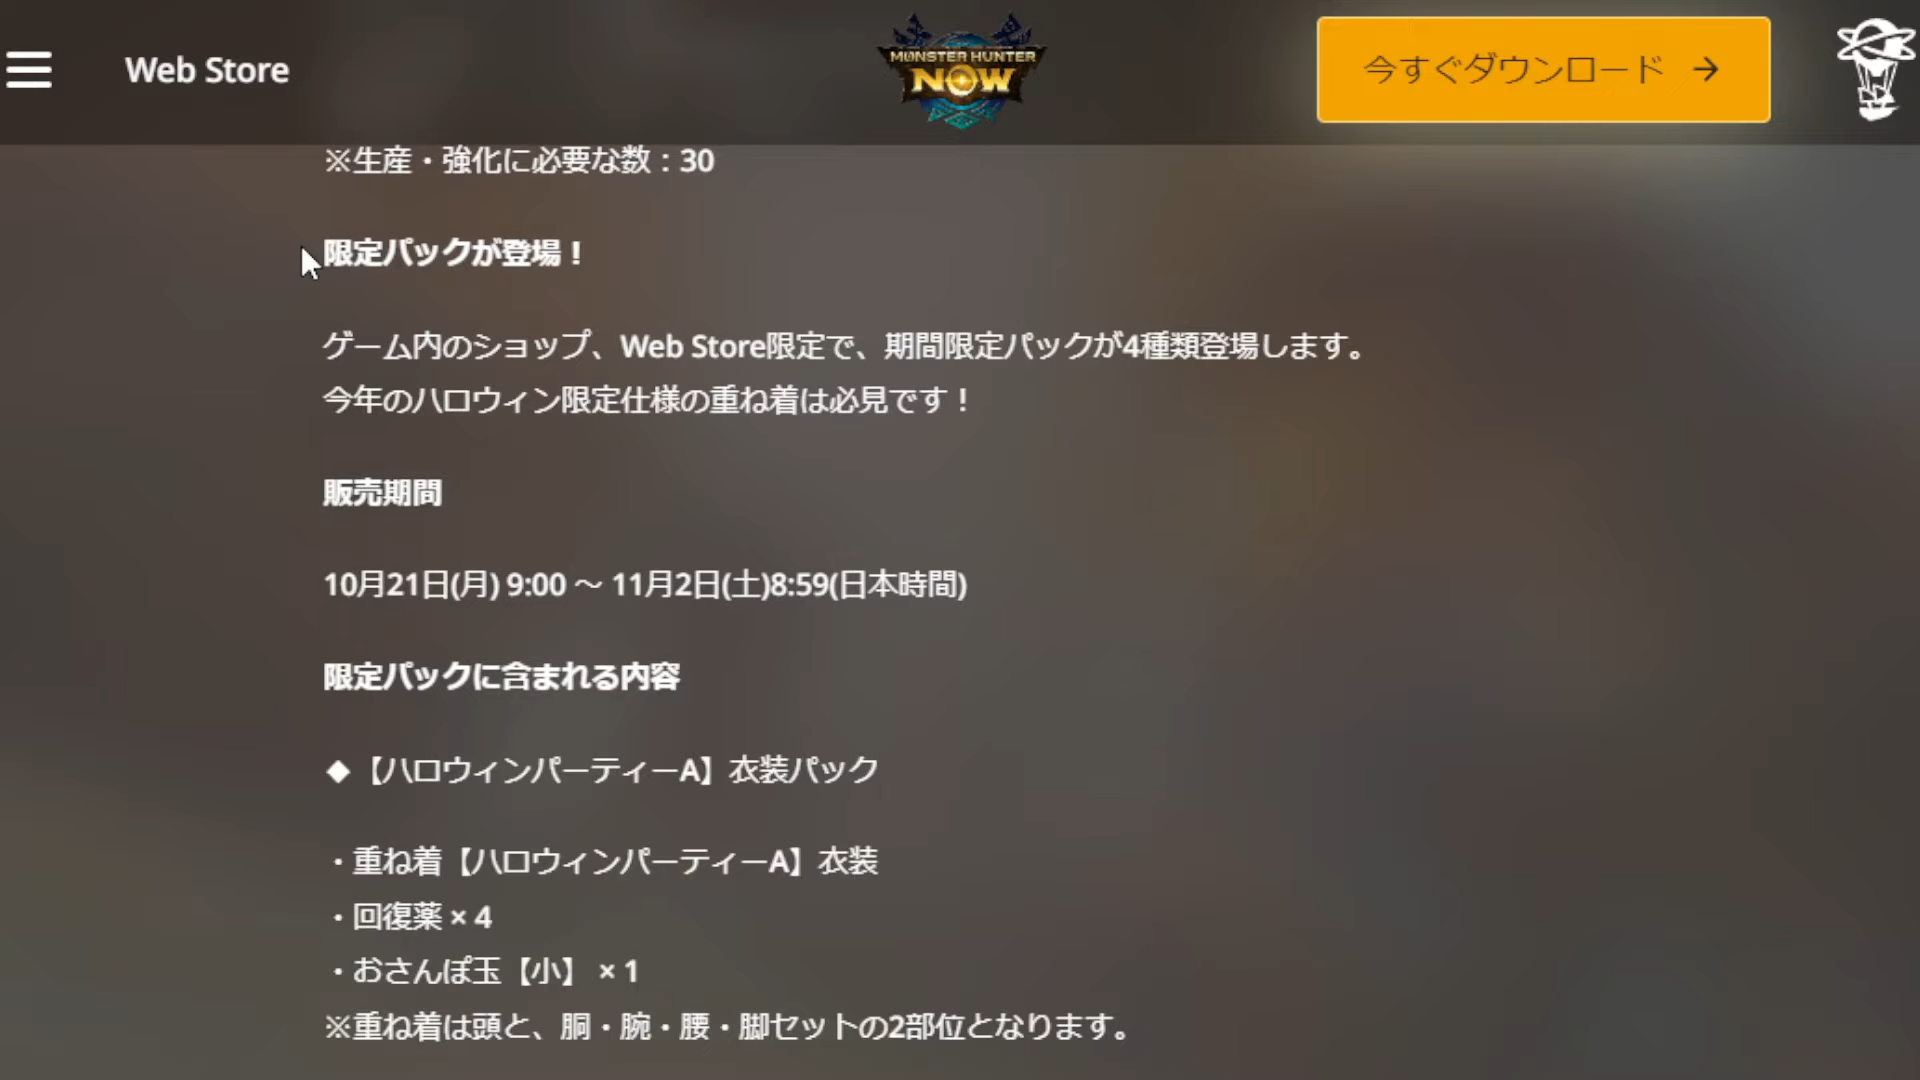 Web Store
MONSTER HUNTER
NOW
今すぐダウンロード →
※生産・強化に必要な数：30
限定パックが登場！
ゲーム内のショップ、Web Store限定で、期間限定パックが4種類登場します。
今年のハロウィン限定仕様の重ね着は必見です！
販売期間
10月21日(月) 9:00 ～ 11月2日(土)8:59(日本時間)
限定パックに含まれる内容
◆【ハロウィンパーティーA】衣装パック
・重ね着【ハロウィンパーティーA】衣装
・回復薬 × 4
・おさんぽ玉【小】 × 1
※重ね着は頭と、胴・腕・腰・脚セットの2部位となります。